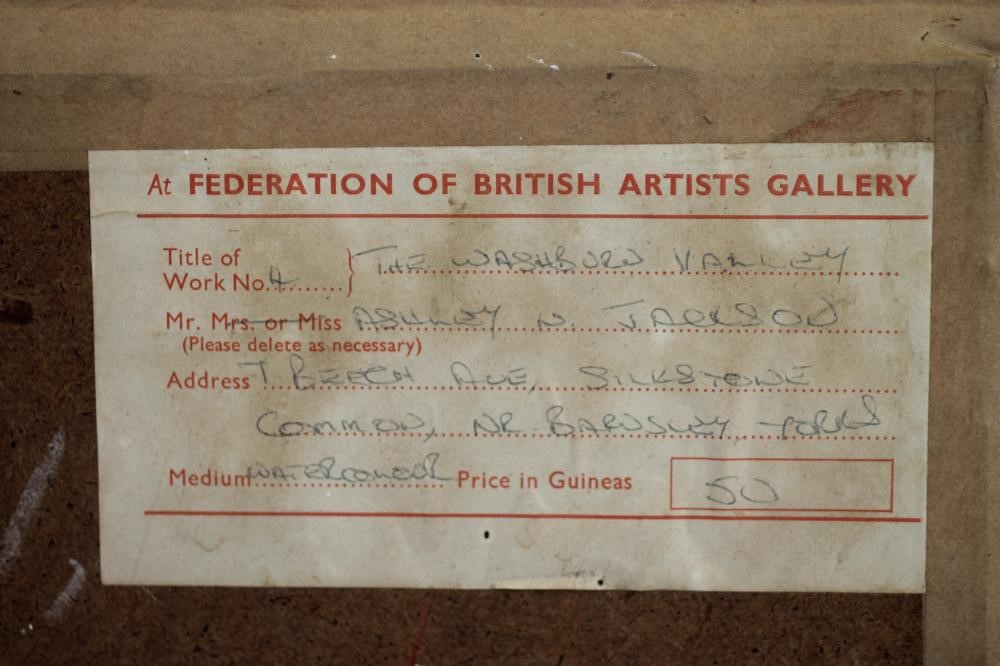 At FEDERATION OF BRITISH ARTISTS GALLERY
Title of
Work No. 4 } THE WASHBURN VALLEY
Mr. Mrs. or Miss ASHLEY N. JACKSON
(Please delete as necessary)
Address 7 BEECH AVE, SILKSTONE
COMMON, NR BARNSLEY, YORKS
Medium WATERCOLOUR Price in Guineas 50